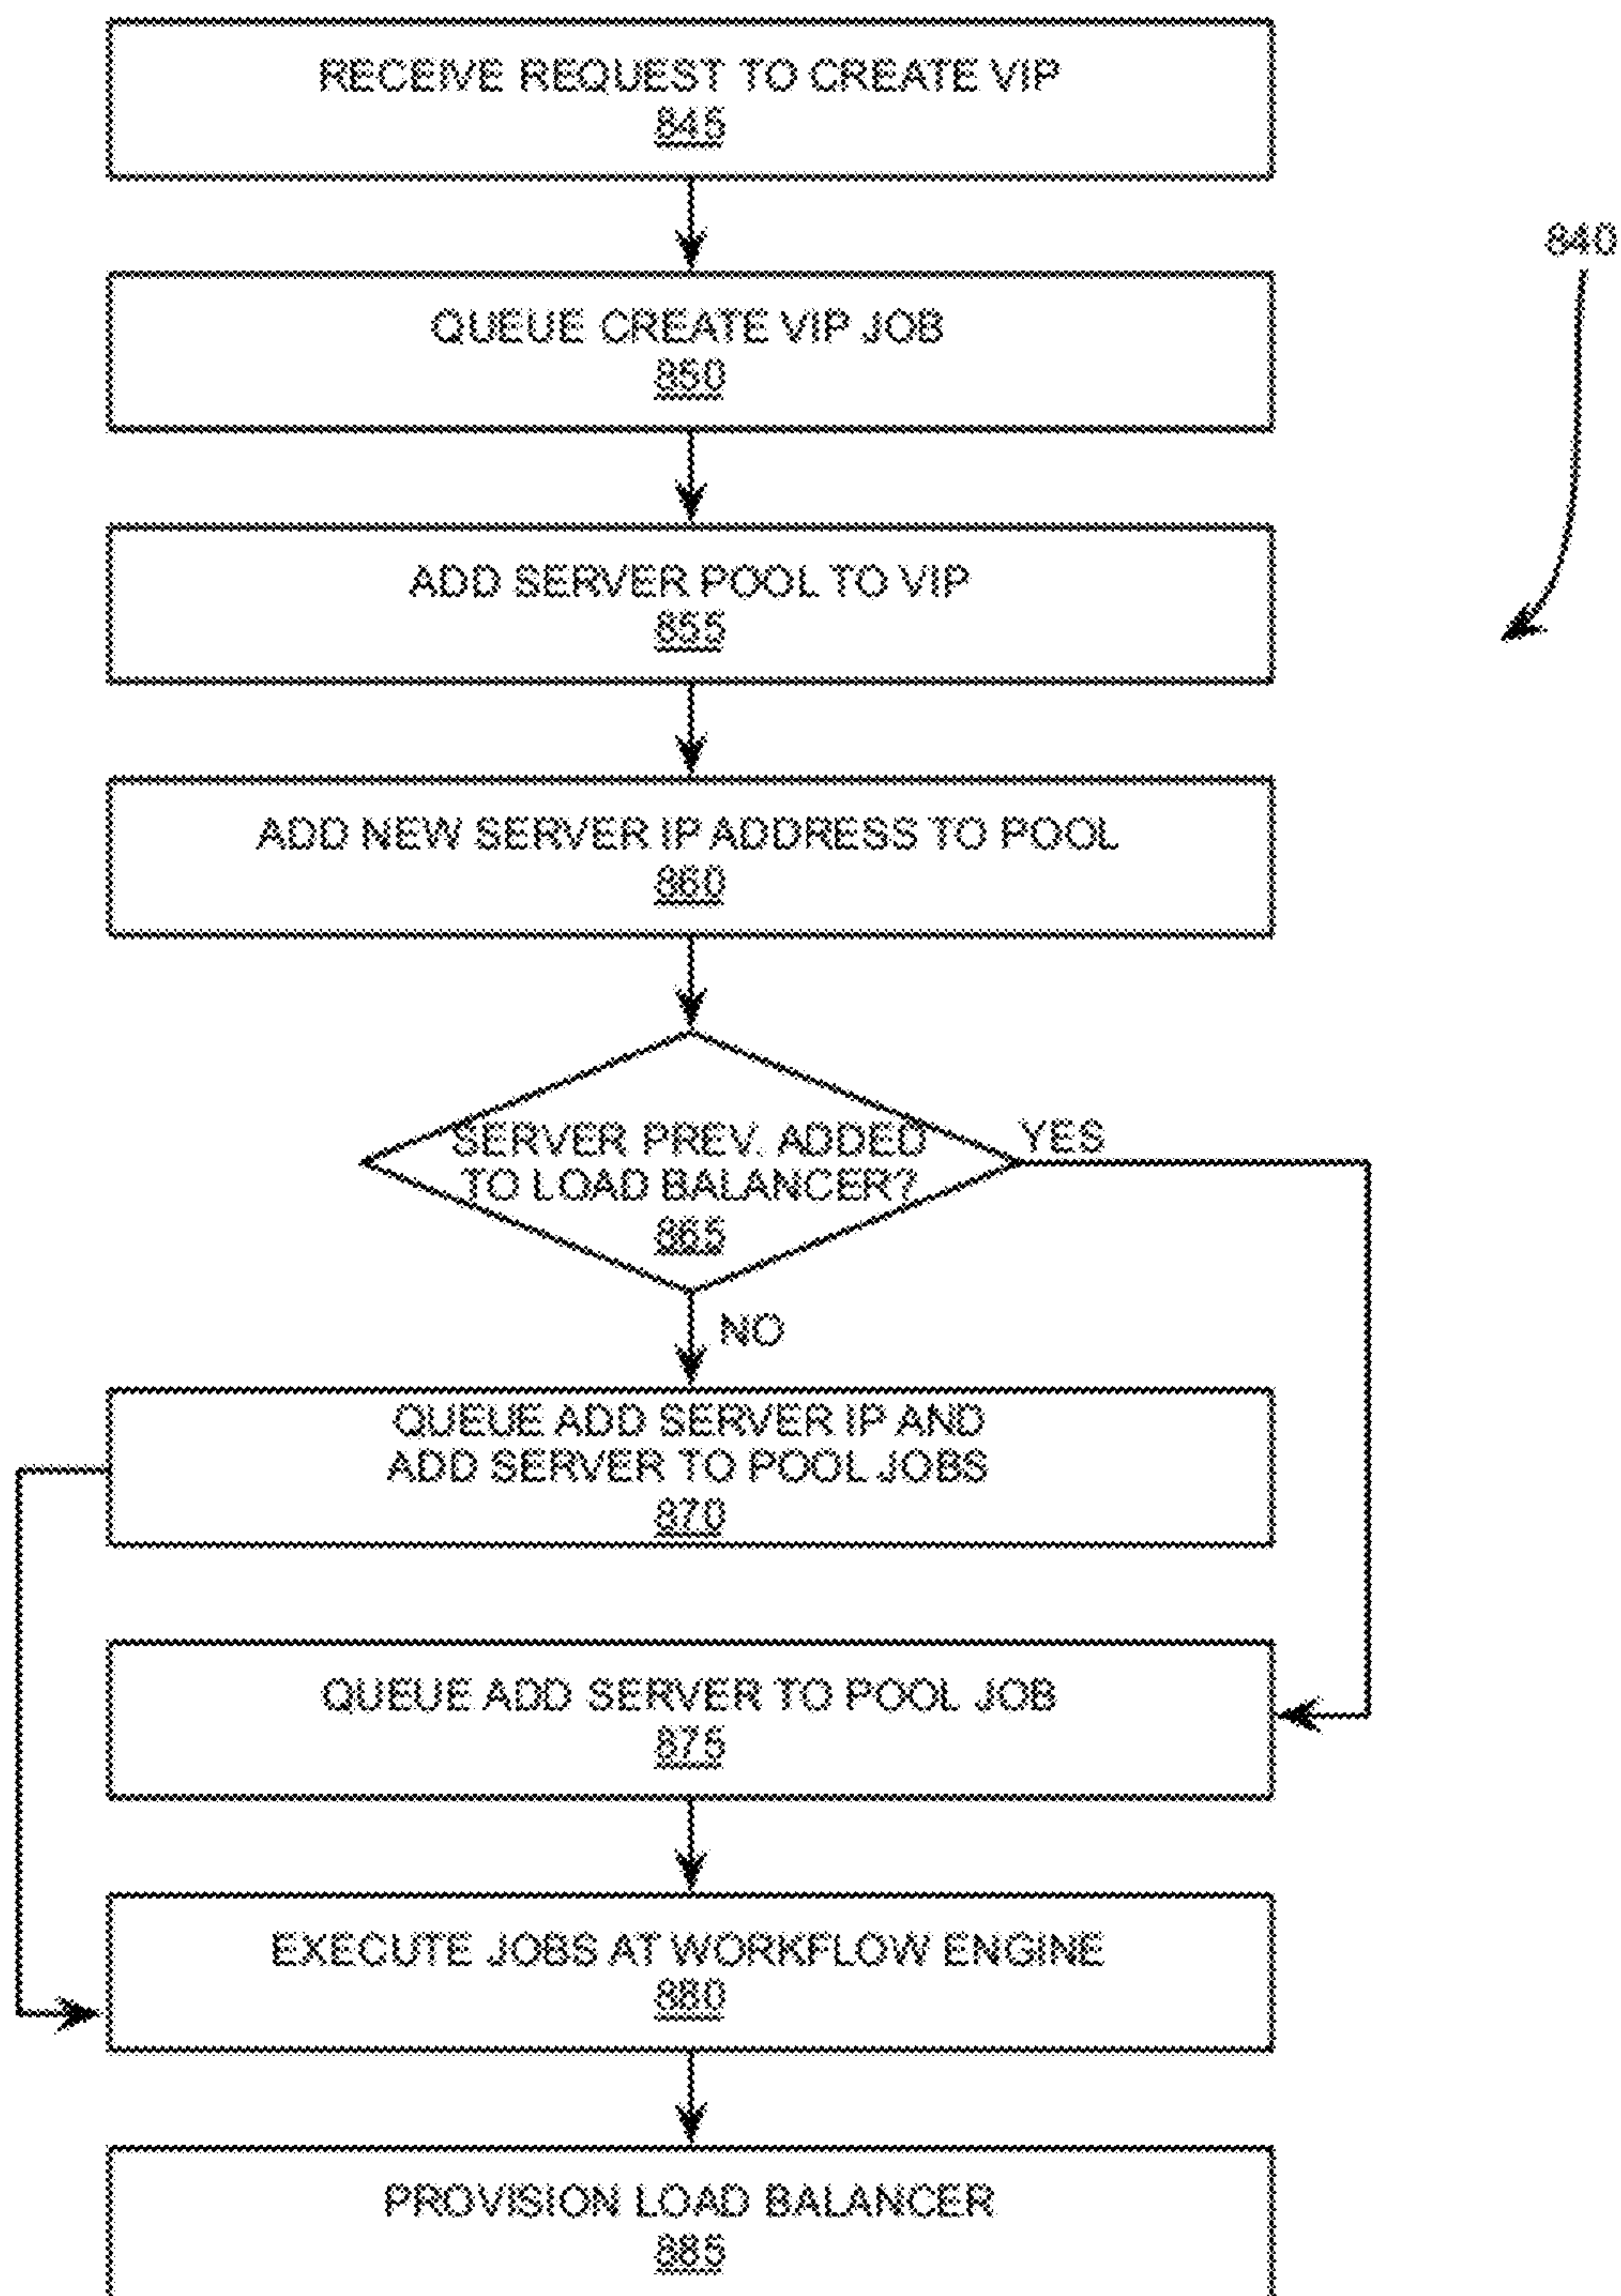 RECEIVE REQUEST TO CREATE VIP
845
840
QUEUE CREATE VIP JOB
850
ADD SERVER POOL TO VIP
855
ADD NEW SERVER IP ADDRESS TO POOL
860
SERVER PREV. ADDED
TO LOAD BALANCER?
865
YES
NO
QUEUE ADD SERVER IP AND
ADD SERVER TO POOL JOBS
870
QUEUE ADD SERVER TO POOL JOB
875
EXECUTE JOBS AT WORKFLOW ENGINE
880
PROVISION LOAD BALANCER
885